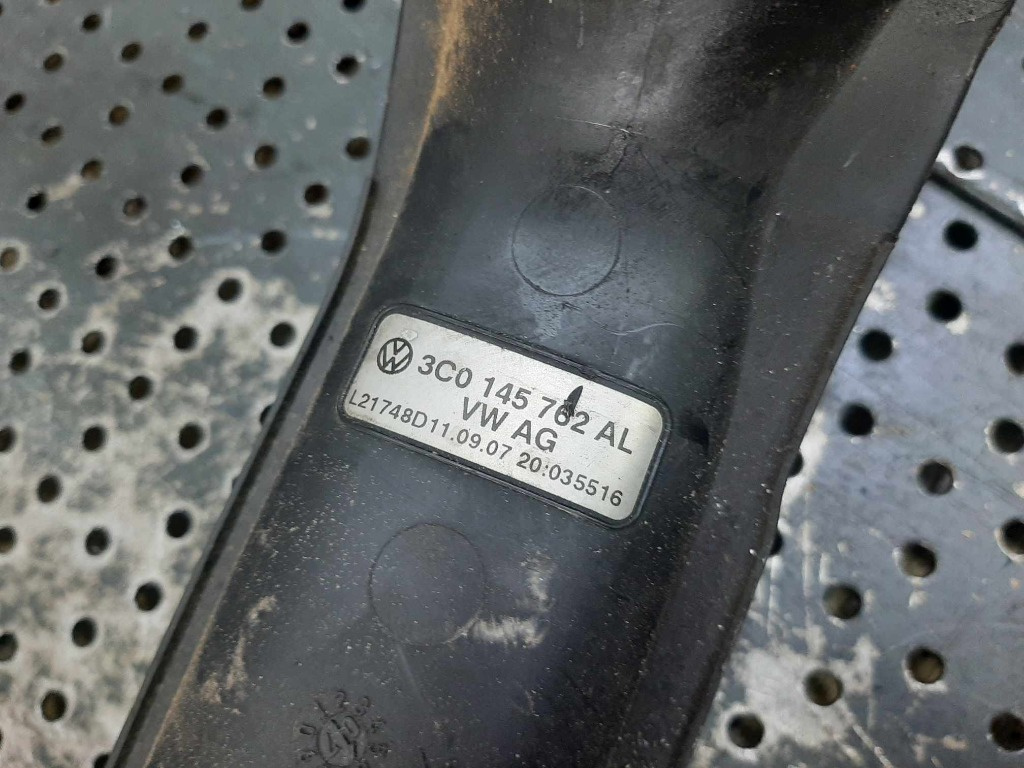 3C0 145 762 AL
VW AG
L21748D11.09.07 20:035516